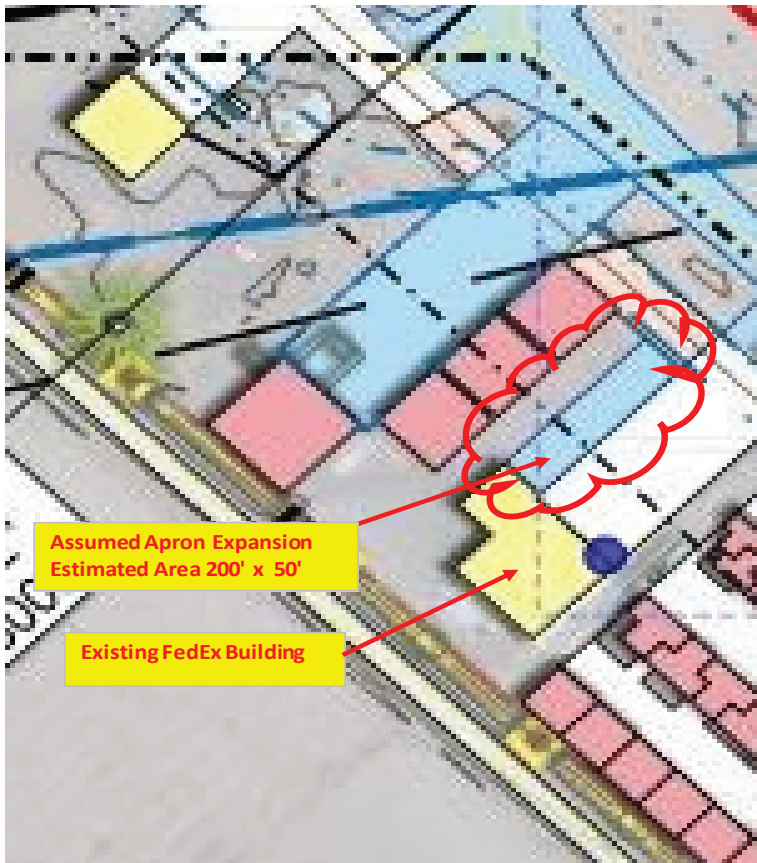 Assumed Apron Expansion
Estimated Area 200' x 50'
Existing FedEx Building